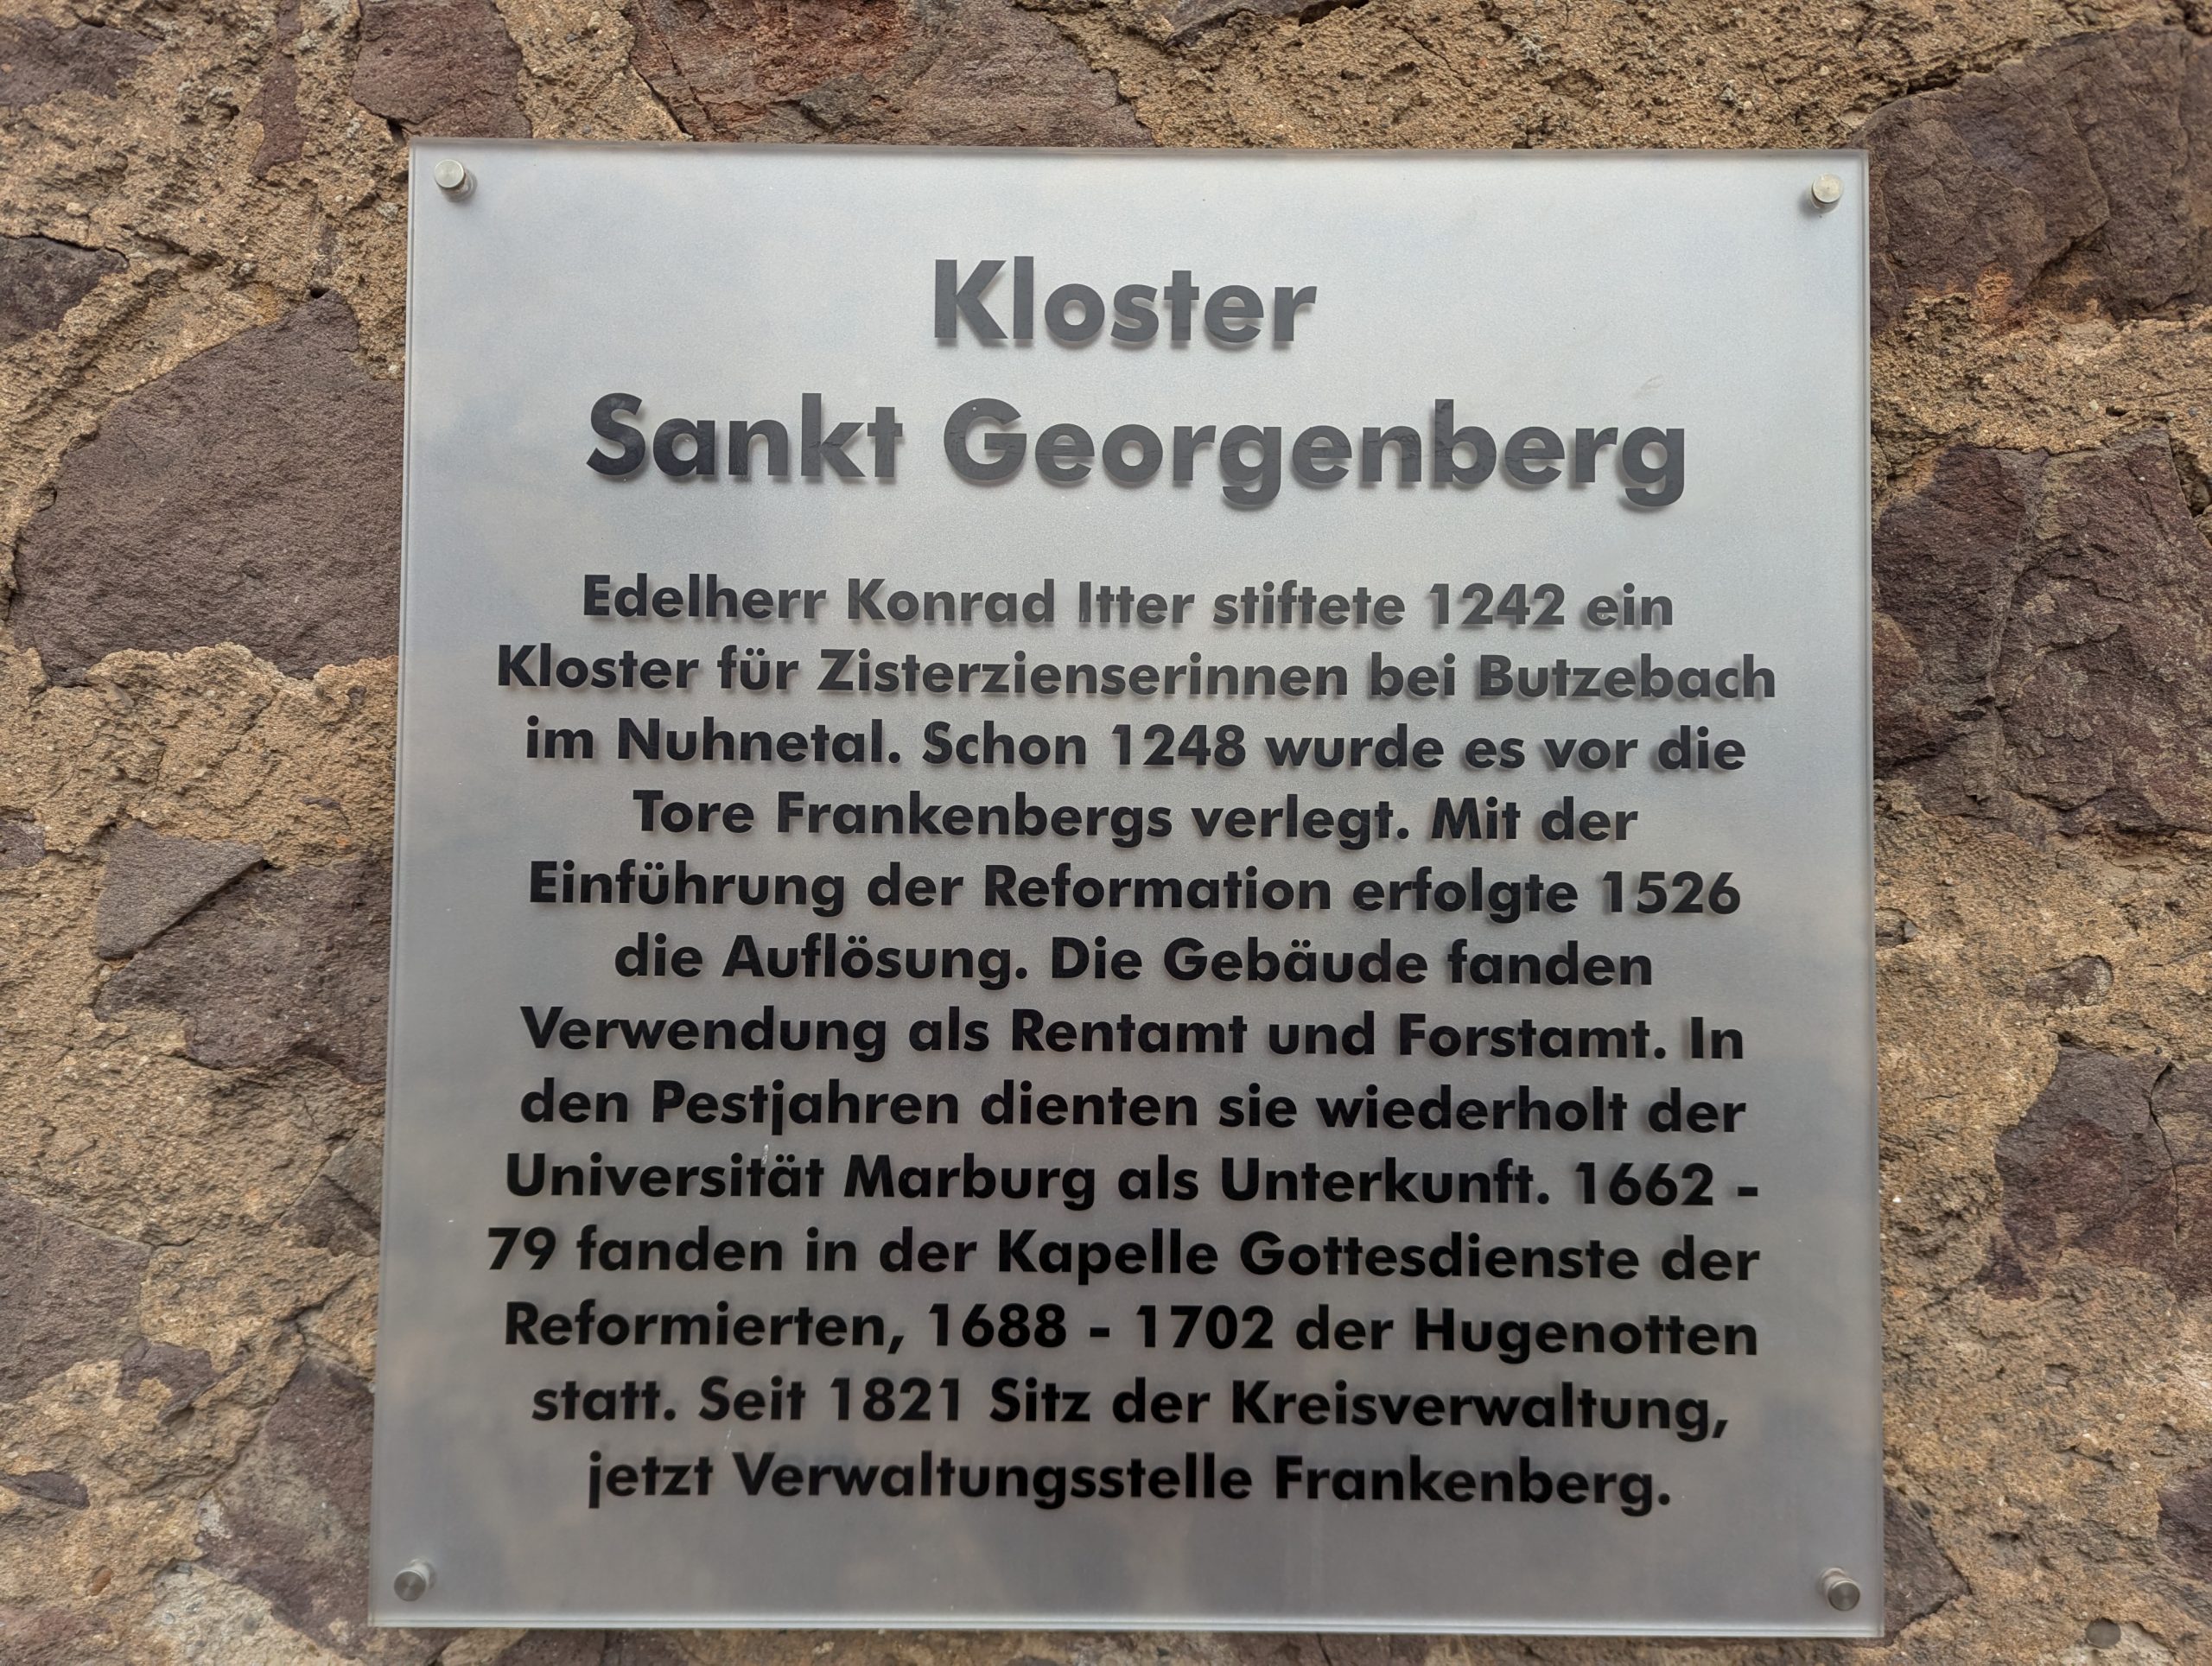 Kloster
Sankt Georgenberg
Edelherr Konrad Itter stiftete 1242 ein
Kloster für Zisterzienserinnen bei Butzebach
im Nuhnetal. Schon 1248 wurde es vor die
Tore Frankenbergs verlegt. Mit der
Einführung der Reformation erfolgte 1526
die Auflösung. Die Gebäude fanden
Verwendung als Rentamt und Forstamt. In
den Pestjahren dienten sie wiederholt der
Universität Marburg als Unterkunft. 1662 -
79 fanden in der Kapelle Gottesdienste der
Reformierten, 1688 - 1702 der Hugenotten
statt. Seit 1821 Sitz der Kreisverwaltung,
jetzt Verwaltungsstelle Frankenberg.